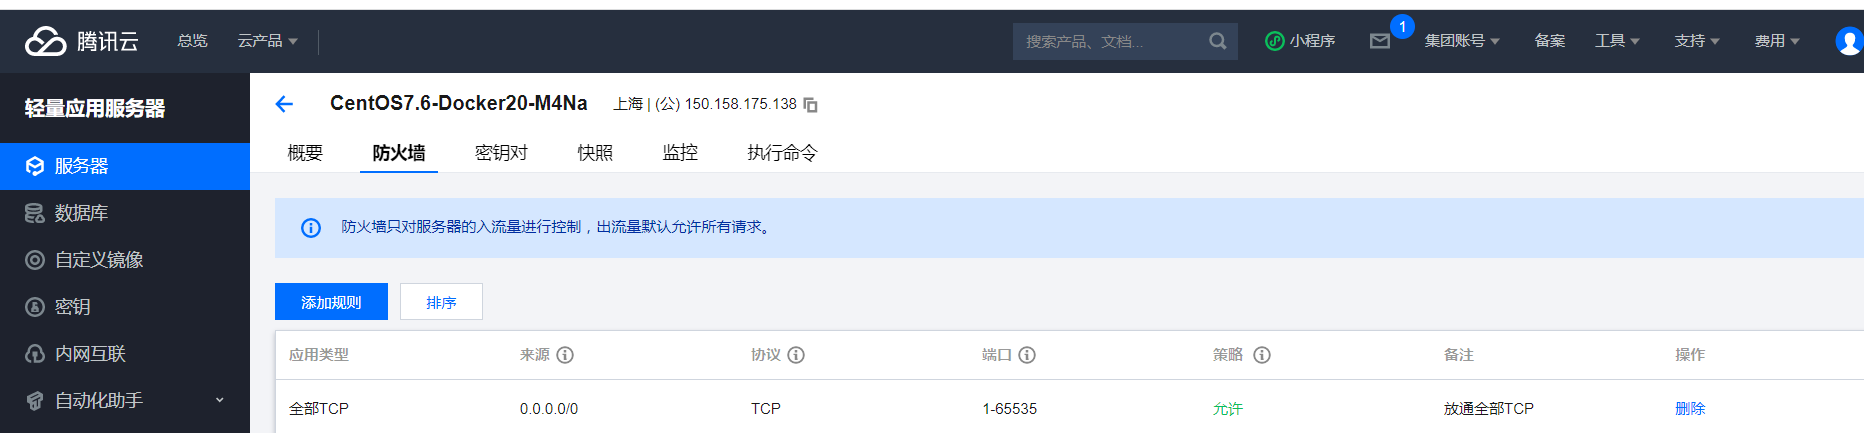 腾讯云 总览 云产品 搜索产品、文档... 小程序 1 集团账号 备案 工具 支持 费用
轻量应用服务器
服务器
数据库
自定义镜像
密钥
内网互联
自动化助手
CentOS7.6-Docker20-M4Na 上海 | (公) 150.158.175.138
概要 防火墙 密钥对 快照 监控 执行命令
防火墙只对服务器的入流量进行控制，出流量默认允许所有请求。
添加规则 排序
应用类型 来源 协议 端口 策略 备注 操作
全部TCP 0.0.0.0/0 TCP 1-65535 允许 放通全部TCP 删除